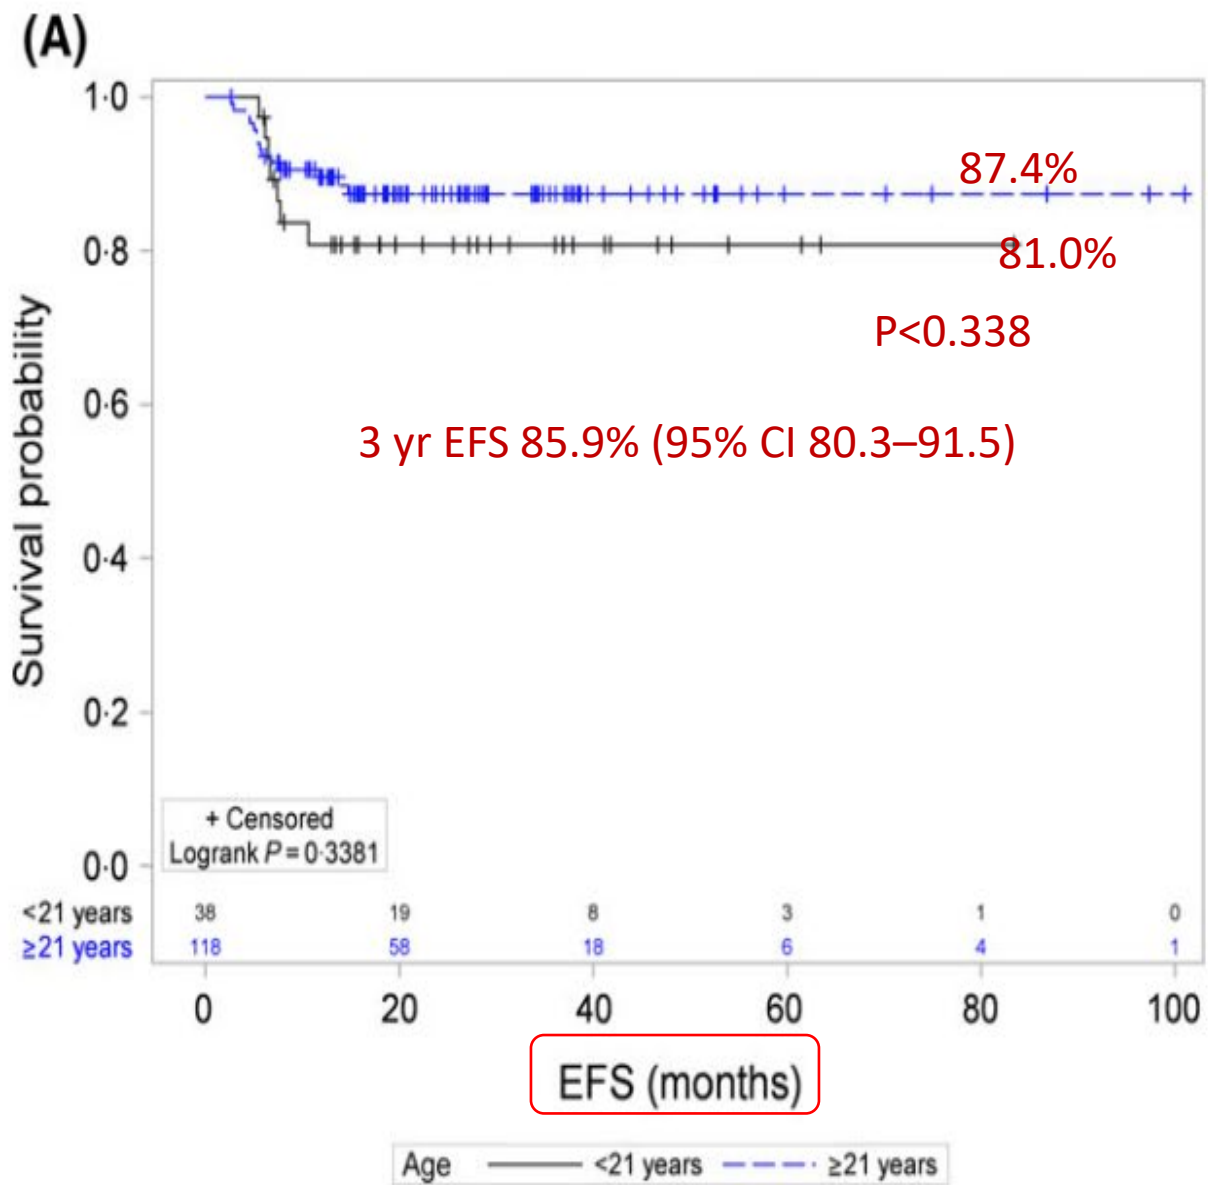 (A)
1·0
0·8
0·6
0·4
0·2
0·0
Survival probability
87.4%
81.0%
P<0.338
3 yr EFS 85.9% (95% CI 80.3–91.5)
+ Censored
Logrank P = 0·3381
<21 years 38 19 8 3 1 0
≥21 years 118 58 18 6 4 1
0 20 40 60 80 100
EFS (months)
Age <21 years ≥21 years